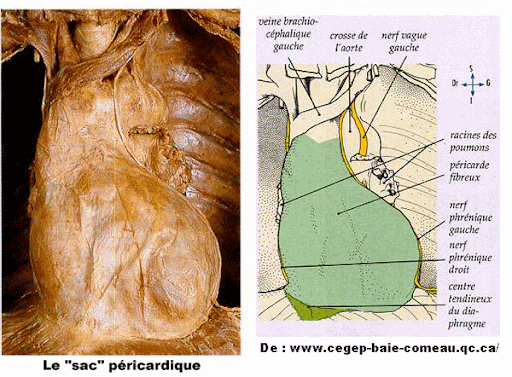 veine brachio-
céphalique
gauche
crosse de
l'aorte
nerf vague
gauche
S
Dr
G
I
racines des
poumons
péricarde
fibreux
nerf
phrénique
gauche
nerf
phrénique
droit
centre
tendineux
du dia-
phragme
Le "sac" péricardique
De : www.cegep-baie-comeau.qc.ca/